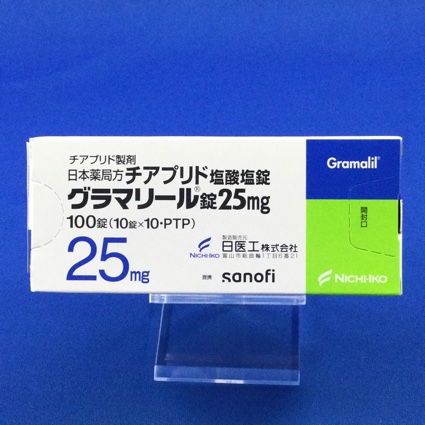 チアプリド製剤
日本薬局方 チアプリド塩酸塩錠
グラマリール®錠25mg
100錠(10錠×10・PTP)
25mg
製造販売元
NICHI-IKO 日医工株式会社
富山市総曲輪1丁目6番21
提携 sanofi
Gramalil®
開封口
NICHI-IKO